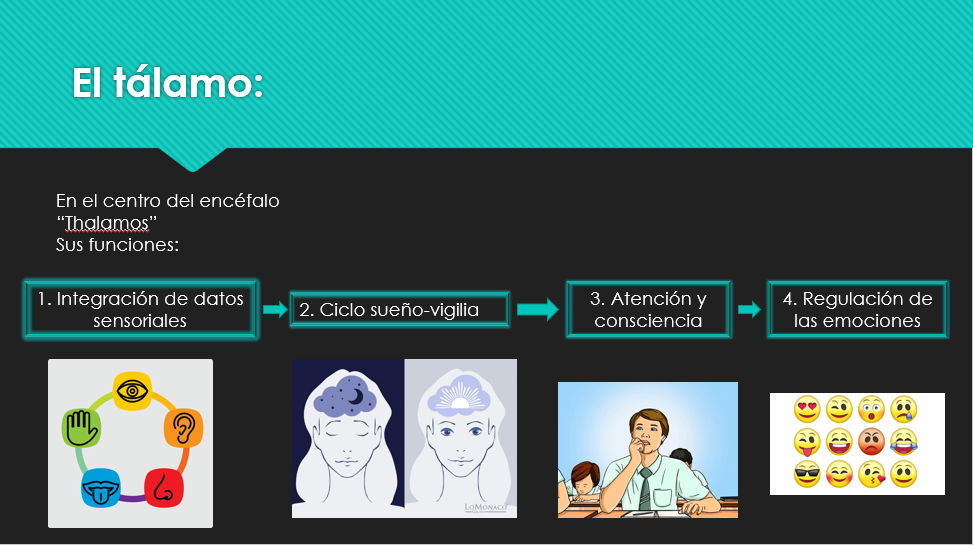 El tálamo:
En el centro del encéfalo
“Thalamos”
Sus funciones:
1. Integración de datos
sensoriales
2. Ciclo sueño-vigilia
3. Atención y
consciencia
4. Regulación de
las emociones
LoMonaco